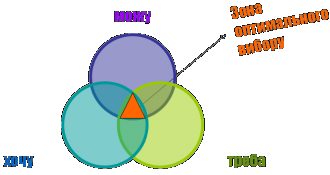 можу
Зона
оптимального
вибору
хочу
треба